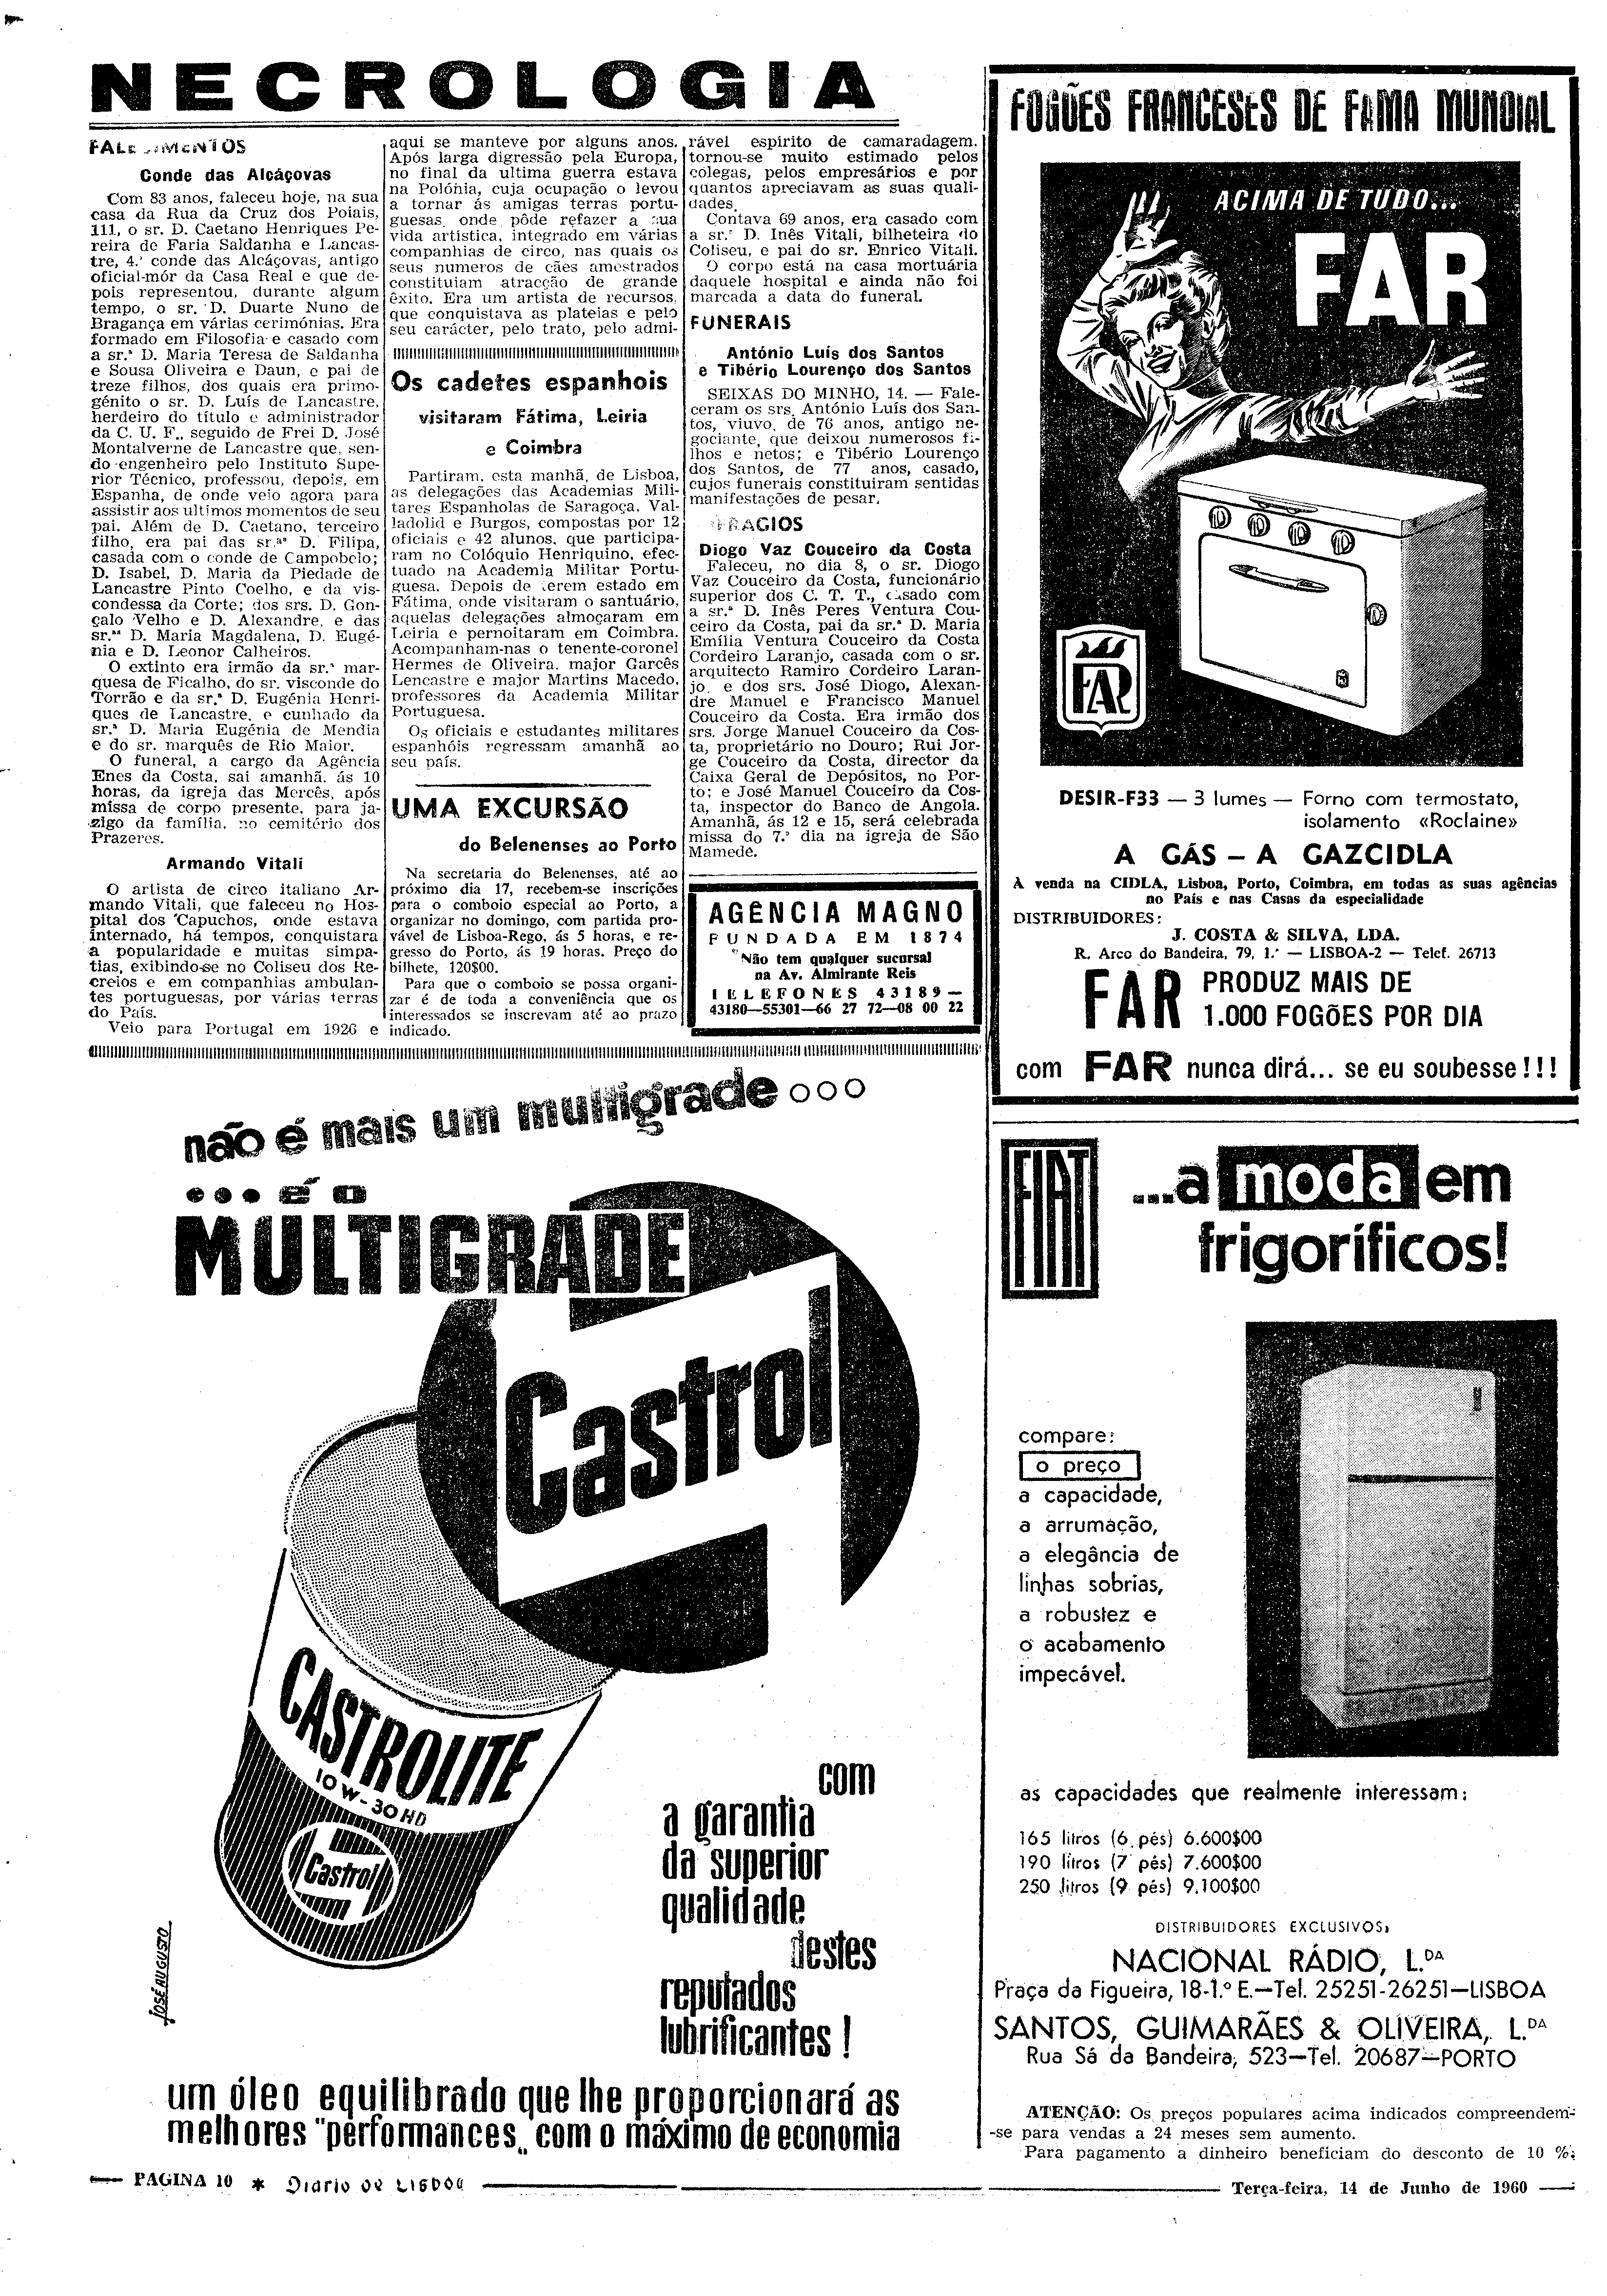 NECROLOGIA
Conde das Alcáçovas
Com 83 anos, faleceu hoje, na sua
casa da Rua da Cruz dos Poiais,
111, o sr. D. Caetano Henriques Pe-
reira de Faria Saldanha e Lancas-
tre, 4.º conde das Alcáçovas, antigo
oficial-mór da Casa Real e que de-
pois representou, durante algum
tempo, o sr. D. Duarte Nuno de
Bragança em várias cerimónias. Era
formado em Filosofia e casado com
a sr.ª D. Maria Teresa de Saldanha
e Sousa Oliveira e Daun, e pai de
treze filhos, dos quais era primo-
génito o sr. D. Luís de Lancastre,
herdeiro do título e administrador
da C. U. F., seguido de Frei D. José
Montalverne de Lancastre que, sen-
do engenheiro pelo Instituto Supe-
rior Técnico, professou, depois, em
Espanha, de onde veio agora para
assistir aos ultimos momentos de seu
pai. Além de D. Caetano, terceiro
filho, era pai das sr.ªˢ D. Filipa,
casada com o conde de Campobelo;
D. Isabel, D. Maria da Piedade de
Lancastre Pinto Coelho, e da vis-
condessa da Corte; dos srs. D. Gon-
çalo Velho e D. Alexandre, e das
sr.ªˢ D. Maria Magdalena, D. Eugé-
nia e D. Leonor Calheiros.
O extinto era irmão da sr.ª mar-
quesa de Ficalho, do sr. visconde do
Torrão e da sr.ª D. Eugénia Henri-
ques de Lancastre, e cunhado da
sr.ª D. Maria Eugénia de Mendia
e do sr. marquês de Rio Maior.
O funeral, a cargo da Agência
Enes da Costa, sai amanhã, ás 10
horas, da igreja das Mercês, após
missa de corpo presente, para ja-
zigo da família, no cemitério dos
Prazeres.
Armando Vitali
O artista de circo italiano Ar-
mando Vitali, que faleceu no Hos-
pital dos Capuchos, onde estava
internado, há tempos, conquistara
a popularidade e muitas simpa-
tias, exibindo-se no Coliseu dos Re-
creios e em companhias ambulan-
tes portuguesas, por várias terras
do País.
Veio para Portugal em 1926 e
aqui se manteve por alguns anos.
Após larga digressão pela Europa,
no final da ultima guerra estava
na Polónia, cuja ocupação o levou
a tornar ás amigas terras portu-
guesas, onde pôde refazer a sua
vida artistica, integrado em várias
companhias de circo, nas quais os
seus numeros de cães amestrados
constituiam atracção de grande
êxito. Era um artista de recursos,
que conquistava as plateias e pelo
seu carácter, pelo trato, pelo admi-
rável espírito de camaradagem,
tornou-se muito estimado pelos
colegas, pelos empresários e por
quantos apreciavam as suas quali-
dades.
Contava 69 anos, era casado com
a sr.ª D. Inês Vitali, bilheteira do
Coliseu, e pai do sr. Enrico Vitali.
O corpo está na casa mortuária
daquele hospital e ainda não foi
marcada a data do funeral.
FUNERAIS
António Luís dos Santos
e Tibério Lourenço dos Santos
SEIXAS DO MINHO, 14. — Fale-
ceram os srs. António Luís dos San-
tos, viuvo, de 76 anos, antigo ne-
gociante, que deixou numerosos fi-
lhos e netos; e Tibério Lourenço
dos Santos, de 77 anos, casado,
cujos funerais constituiram sentidas
manifestações de pesar.
Diogo Vaz Couceiro da Costa
Faleceu, no dia 8, o sr. Diogo
Vaz Couceiro da Costa, funcionário
superior dos C. T. T., casado com
a sr.ª D. Inês Peres Ventura Cou-
ceiro da Costa, pai da sr.ª D. Maria
Emília Ventura Couceiro da Costa
Cordeiro Laranjo, casada com o sr.
arquitecto Ramiro Cordeiro Laran-
jo, e dos srs. José Diogo, Alexan-
dre Manuel e Francisco Manuel
Couceiro da Costa. Era irmão dos
srs. Jorge Manuel Couceiro da Cos-
ta, proprietário no Douro; Rui Jor-
ge Couceiro da Costa, director da
Caixa Geral de Depósitos, no Por-
to; e José Manuel Couceiro da Cos-
ta, inspector do Banco de Angola.
Amanhã, ás 12 e 15, será celebrada
missa do 7.º dia na igreja de São
Mamede.
Os cadetes espanhois
visitaram Fátima, Leiria
e Coimbra
Partiram, esta manhã, de Lisboa,
as delegações das Academias Mili-
tares Espanholas de Saragoça, Val-
ladolid e Burgos, compostas por 12
oficiais e 42 alunos, que participa-
ram no Colóquio Henriquino, efec-
tuado na Academia Militar Portu-
guesa. Depois de terem estado em
Fátima, onde visitaram o santuário,
aquelas delegações almoçaram em
Leiria e pernoitaram em Coimbra.
Acompanham-nas o tenente-coronel
Hermes de Oliveira, major Garcês
Lencastre e major Martins Macedo,
professores da Academia Militar
Portuguesa.
Os oficiais e estudantes militares
espanhóis regressam amanhã ao
seu país.
UMA EXCURSÃO
do Belenenses ao Porto
Na secretaria do Belenenses, até ao
próximo dia 17, recebem-se inscrições
para o comboio especial ao Porto, a
organizar no domingo, com partida pro-
vável de Lisboa-Rego, ás 5 horas, e re-
gresso do Porto, ás 19 horas. Preço do
bilhete, 120$00.
Para que o comboio se possa organi-
zar é de toda a conveniência que os
interessados se inscrevam até ao prazo
indicado.
AGÊNCIA MAGNO
FUNDADA EM 1874
Não tem qualquer sucursal
na Av. Almirante Reis
TELEFONES 43189—
43180—55301—66 27 72—08 00 22
FOGÕES FRANCESES DE FAMA MUNDIAL
ACIMA DE TUDO...
FAR
FAR
DESIR-F33 — 3 lumes — Forno com termostato,
isolamento «Roclaine»
A GÁS – A GAZCIDLA
À venda na CIDLA, Lisboa, Porto, Coimbra, em todas as suas agências
no País e nas Casas da especialidade
DISTRIBUIDORES:
J. COSTA & SILVA, LDA.
R. Arco do Bandeira, 79, 1.º — LISBOA-2 — Telef. 26713
FAR PRODUZ MAIS DE
1.000 FOGÕES POR DIA
com FAR nunca dirá... se eu soubesse!!!
não é mais um multigrade...
...é o
MULTIGRADE
Castrol
CASTROLITE
10W-30HD
Castrol
com
a garantia
da superior
qualidade
destes
reputados
lubrificantes!
JOSÉ AUGUSTO
um óleo equilibrado que lhe proporcionará as
melhores "performances" com o máximo de economia
FIAT
...a moda em
frigoríficos!
compare:
o preço
a capacidade,
a arrumação,
a elegância de
linhas sobrias,
a robustez e
o acabamento
impecável.
as capacidades que realmente interessam:
165 litros (6 pés) 6.600$00
190 litros (7 pés) 7.600$00
250 litros (9 pés) 9.100$00
DISTRIBUIDORES EXCLUSIVOS,
NACIONAL RÁDIO, L.DA
Praça da Figueira, 18-1.º E.—Tel. 25251-26251—LISBOA
SANTOS, GUIMARÃES & OLIVEIRA, L.DA
Rua Sá da Bandeira, 523—Tel. 20687—PORTO
ATENÇÃO: Os preços populares acima indicados compreendem-
-se para vendas a 24 meses sem aumento.
Para pagamento a dinheiro beneficiam do desconto de 10 %.
PAGINA 10 * Diário de Lisboa
Terça-feira, 14 de Junho de 1960